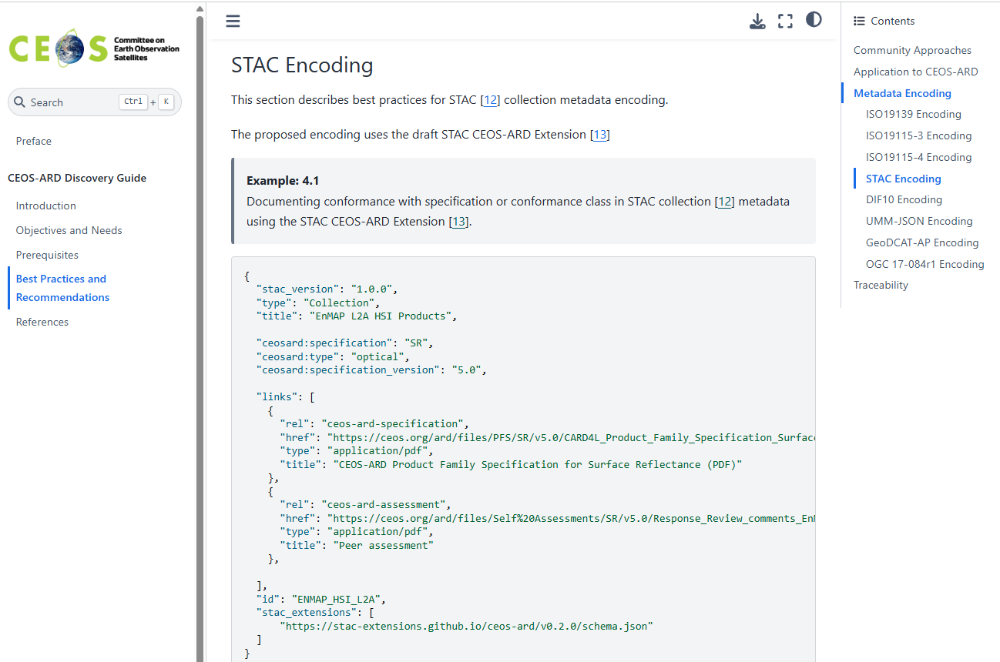 CEOS
Committee on
Earth Observation
Satellites
Search Ctrl + K
Preface
CEOS-ARD Discovery Guide
Introduction
Objectives and Needs
Prerequisites
Best Practices and
Recommendations
References
STAC Encoding
This section describes best practices for STAC [12] collection metadata encoding.
The proposed encoding uses the draft STAC CEOS-ARD Extension [13]
Example: 4.1
Documenting conformance with specification or conformance class in STAC collection [12] metadata
using the STAC CEOS-ARD Extension [13].
{
  "stac_version": "1.0.0",
  "type": "Collection",
  "title": "EnMAP L2A HSI Products",
  "ceosard:specification": "SR",
  "ceosard:type": "optical",
  "ceosard:specification_version": "5.0",
  "links": [
    {
      "rel": "ceos-ard-specification",
      "href": "https://ceos.org/ard/files/PFS/SR/v5.0/CARD4L_Product_Family_Specification_Surfac
      "type": "application/pdf",
      "title": "CEOS-ARD Product Family Specification for Surface Reflectance (PDF)"
    },
    {
      "rel": "ceos-ard-assessment",
      "href": "https://ceos.org/ard/files/Self%20Assessments/SR/v5.0/Response_Review_comments_En
      "type": "application/pdf",
      "title": "Peer assessment"
    },
  ],
  "id": "ENMAP_HSI_L2A",
  "stac_extensions": [
      "https://stac-extensions.github.io/ceos-ard/v0.2.0/schema.json"
  ]
}
Contents
Community Approaches
Application to CEOS-ARD
Metadata Encoding
ISO19139 Encoding
ISO19115-3 Encoding
ISO19115-4 Encoding
STAC Encoding
DIF10 Encoding
UMM-JSON Encoding
GeoDCAT-AP Encoding
OGC 17-084r1 Encoding
Traceability